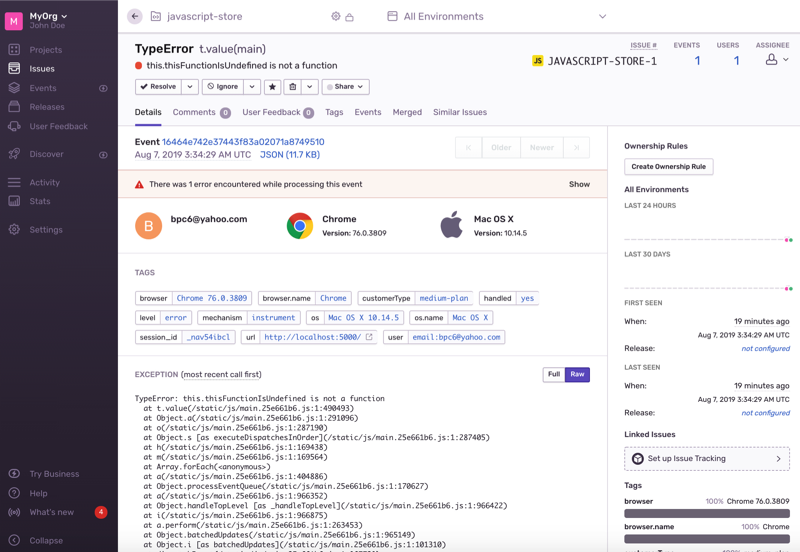 M
MyOrg
John Doe
Projects
Issues
Events
Releases
User Feedback
Discover
Activity
Stats
Settings
Try Business
Help
What's new 4
Collapse
javascript-store
All Environments
TypeError t.value(main)
this.thisFunctionIsUndefined is not a function
ISSUE # EVENTS USERS ASSIGNEE
JS JAVASCRIPT-STORE-1 1 1
Resolve Ignore Share
Details Comments 0 User Feedback 0 Tags Events Merged Similar Issues
Event 16464e742e37443f83a02071a8749510
Aug 7, 2019 3:34:29 AM UTC JSON (11.7 KB)
Older Newer
There was 1 error encountered while processing this event Show
B bpc6@yahoo.com
Chrome
Version: 76.0.3809
Mac OS X
Version: 10.14.5
TAGS
browser Chrome 76.0.3809 browser.name Chrome customerType medium-plan handled yes
level error mechanism instrument os Mac OS X 10.14.5 os.name Mac OS X
session_id _nav54ibcl url http://localhost:5000/ user email:bpc6@yahoo.com
EXCEPTION (most recent call first) Full Raw
TypeError: this.thisFunctionIsUndefined is not a function
at t.value(/static/js/main.25e661b6.js:1:490493)
at Object.a(/static/js/main.25e661b6.js:1:291096)
at o(/static/js/main.25e661b6.js:1:287190)
at Object.s [as executeDispatchesInOrder](/static/js/main.25e661b6.js:1:287405)
at h(/static/js/main.25e661b6.js:1:169438)
at m(/static/js/main.25e661b6.js:1:169564)
at Array.forEach(<anonymous>)
at a(/static/js/main.25e661b6.js:1:404886)
at Object.processEventQueue(/static/js/main.25e661b6.js:1:170627)
at a(/static/js/main.25e661b6.js:1:966352)
at Object.handleTopLevel [as _handleTopLevel](/static/js/main.25e661b6.js:1:966422)
at i(/static/js/main.25e661b6.js:1:966875)
at a.perform(/static/js/main.25e661b6.js:1:263453)
at Object.batchedUpdates(/static/js/main.25e661b6.js:1:965149)
at Object.i [as batchedUpdates](/static/js/main.25e661b6.js:1:101310)
Ownership Rules
Create Ownership Rule
All Environments
LAST 24 HOURS
LAST 30 DAYS
FIRST SEEN
When: 19 minutes ago
Aug 7, 2019 3:34:29 AM UTC
Release: not configured
LAST SEEN
When: 19 minutes ago
Aug 7, 2019 3:34:29 AM UTC
Release: not configured
Linked Issues
Set up Issue Tracking
Tags
browser 100% Chrome 76.0.3809
browser.name 100% Chrome